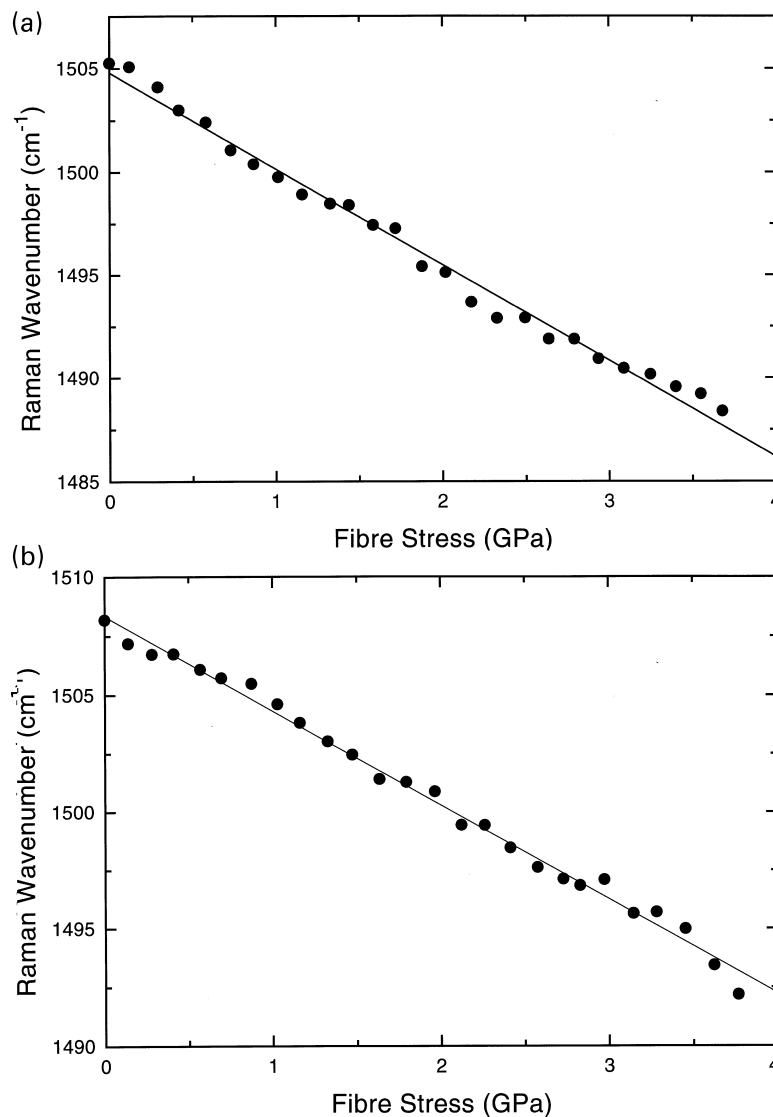 (a)
Raman Wavenumber (cm-1)
1505
1500
1495
1490
1485
0 1 2 3 4
Fibre Stress (GPa)
(b)
Raman Wavenumber (cm-1)
1510
1505
1500
1495
1490
0 1 2 3 4
Fibre Stress (GPa)